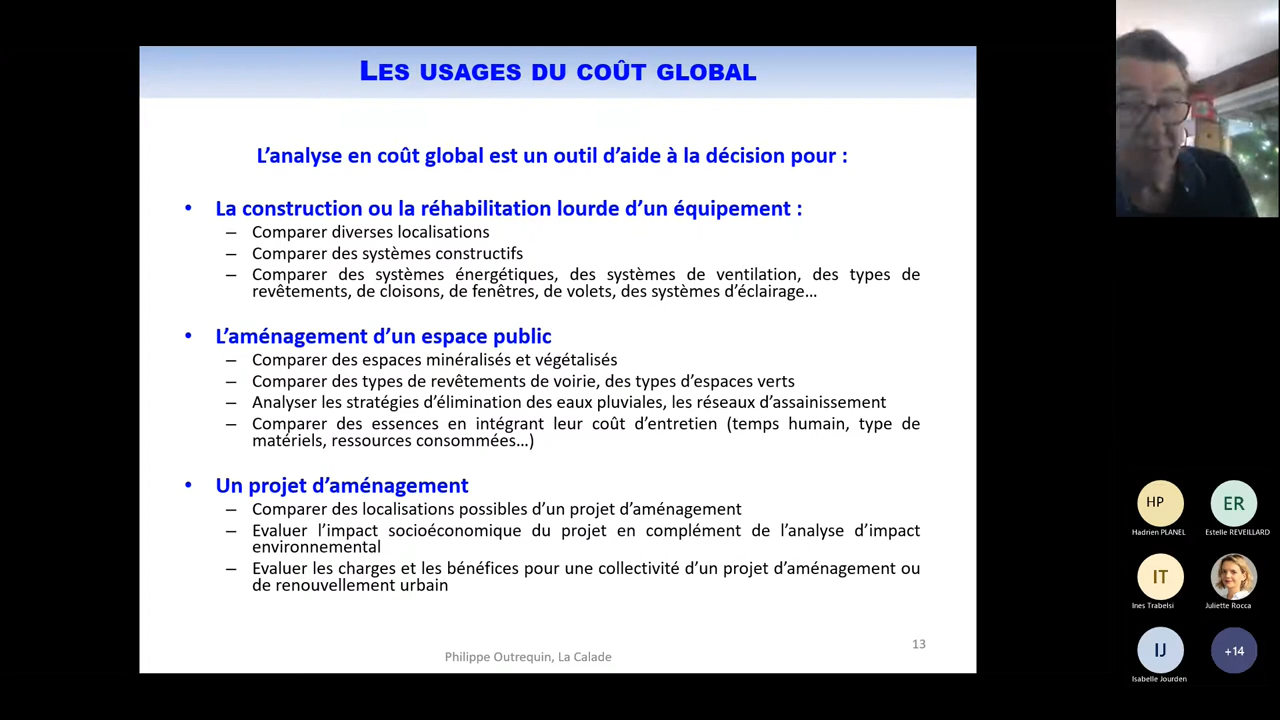 LES USAGES DU COÛT GLOBAL
L’analyse en coût global est un outil d’aide à la décision pour :
• La construction ou la réhabilitation lourde d’un équipement :
– Comparer diverses localisations
– Comparer des systèmes constructifs
– Comparer des systèmes énergétiques, des systèmes de ventilation, des types de
revêtements, de cloisons, de fenêtres, de volets, des systèmes d’éclairage…
• L’aménagement d’un espace public
– Comparer des espaces minéralisés et végétalisés
– Comparer des types de revêtements de voirie, des types d’espaces verts
– Analyser les stratégies d’élimination des eaux pluviales, les réseaux d’assainissement
– Comparer des essences en intégrant leur coût d’entretien (temps humain, type de
matériels, ressources consommées…)
• Un projet d’aménagement
– Comparer des localisations possibles d’un projet d’aménagement
– Evaluer l’impact socioéconomique du projet en complément de l’analyse d’impact
environnemental
– Evaluer les charges et les bénéfices pour une collectivité d’un projet d’aménagement ou
de renouvellement urbain
13
Philippe Outrequin, La Calade
HP
ER
Hadrien PLANEL
Estelle REVEILLARD
IT
Ines Trabelsi
Juliette Rocca
IJ
+14
Isabelle Jourden